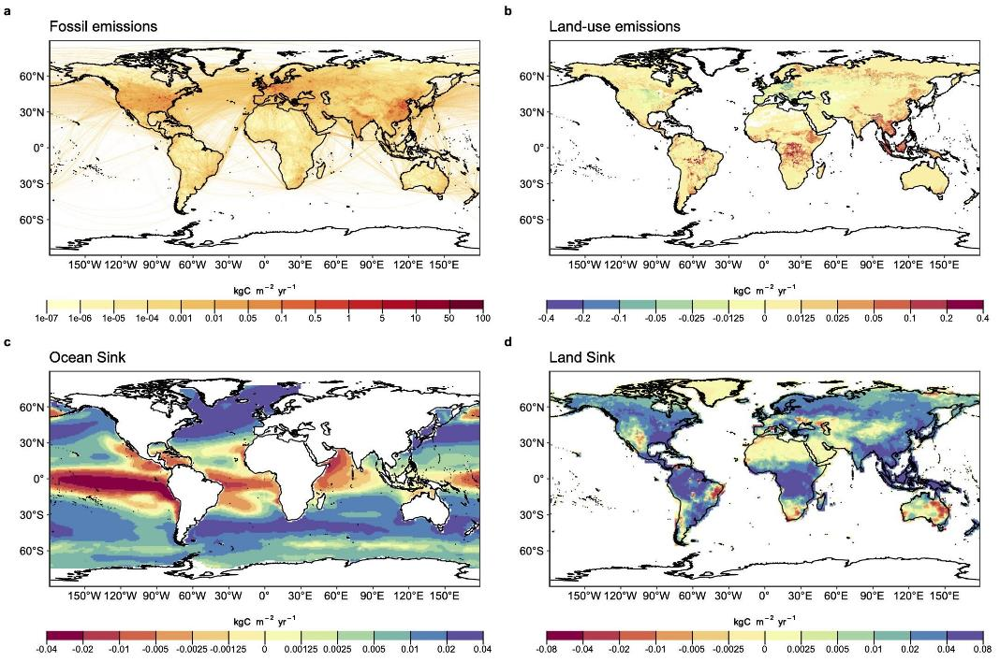 a
Fossil emissions
60°N
30°N
0°
30°S
60°S
150°W 120°W 90°W 60°W 30°W 0° 30°E 60°E 90°E 120°E 150°E
kgC m⁻² yr⁻¹
1e-07 1e-06 1e-05 1e-04 0.001 0.01 0.05 0.1 0.5 1 5 10 50 100
b
Land-use emissions
60°N
30°N
0°
30°S
60°S
150°W 120°W 90°W 60°W 30°W 0° 30°E 60°E 90°E 120°E 150°E
kgC m⁻² yr⁻¹
-0.4 -0.2 -0.1 -0.05 -0.025 -0.0125 0 0.0125 0.025 0.05 0.1 0.2 0.4
c
Ocean Sink
60°N
30°N
0°
30°S
60°S
150°W 120°W 90°W 60°W 30°W 0° 30°E 60°E 90°E 120°E 150°E
kgC m⁻² yr⁻¹
-0.04 -0.02 -0.01 -0.005 -0.0025 -0.00125 0 0.00125 0.0025 0.005 0.01 0.02 0.04
d
Land Sink
60°N
30°N
0°
30°S
60°S
150°W 120°W 90°W 60°W 30°W 0° 30°E 60°E 90°E 120°E 150°E
kgC m⁻² yr⁻¹
-0.08 -0.04 -0.02 -0.01 -0.005 -0.0025 0 0.0025 0.005 0.01 0.02 0.04 0.08